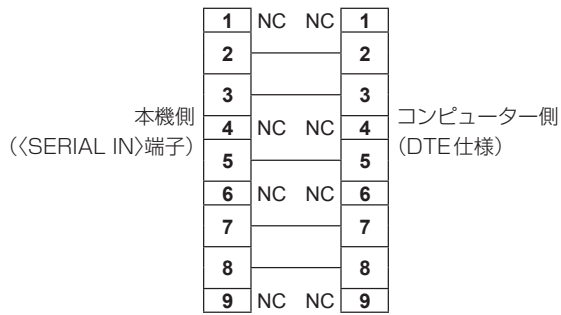 1 NC NC 1
2 2
3 3
本機側
(〈SERIAL IN〉端子)
4 NC NC 4
コンピューター側
(DTE仕様)
5 5
6 NC NC 6
7 7
8 8
9 NC NC 9